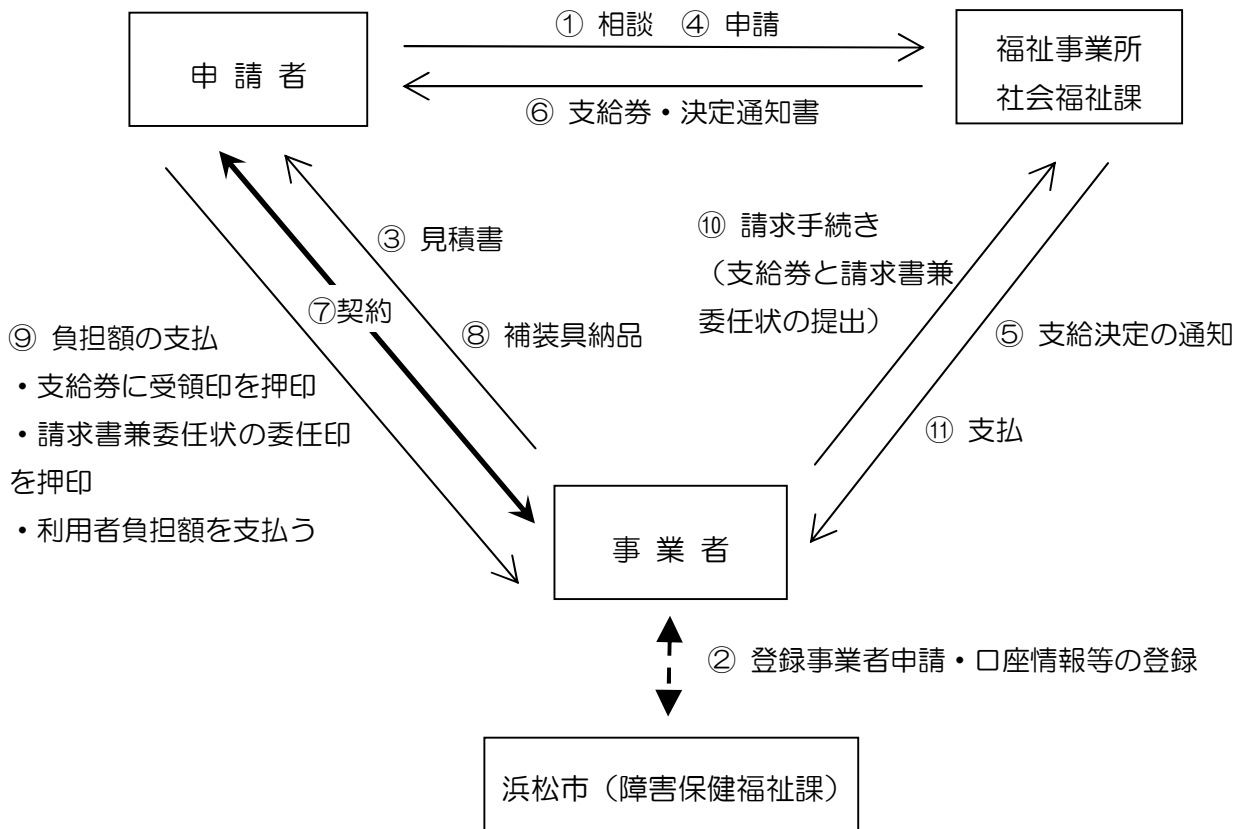 ① 相談　④ 申請
申 請 者
福祉事業所
社会福祉課
⑥ 支給券・決定通知書
③ 見積書
⑩ 請求手続き
（支給券と請求書兼
委任状の提出）
⑦契約
⑧ 補装具納品
⑤ 支給決定の通知
⑨ 負担額の支払
・支給券に受領印を押印
・請求書兼委任状の委任印
を押印
・利用者負担額を支払う
⑪ 支払
事 業 者
② 登録事業者申請・口座情報等の登録
浜松市（障害保健福祉課）